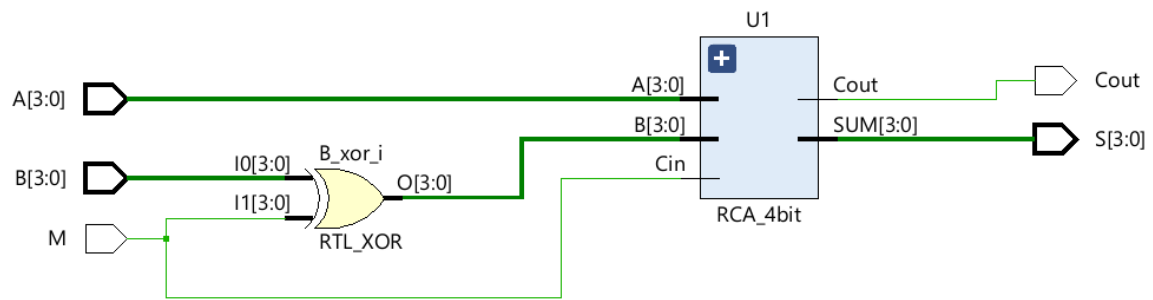 U1
A[3:0]
A[3:0]
Cout
Cout
B[3:0]
SUM[3:0]
S[3:0]
B_xor_i
B[3:0]
I0[3:0]
O[3:0]
Cin
I1[3:0]
RCA_4bit
M
RTL_XOR